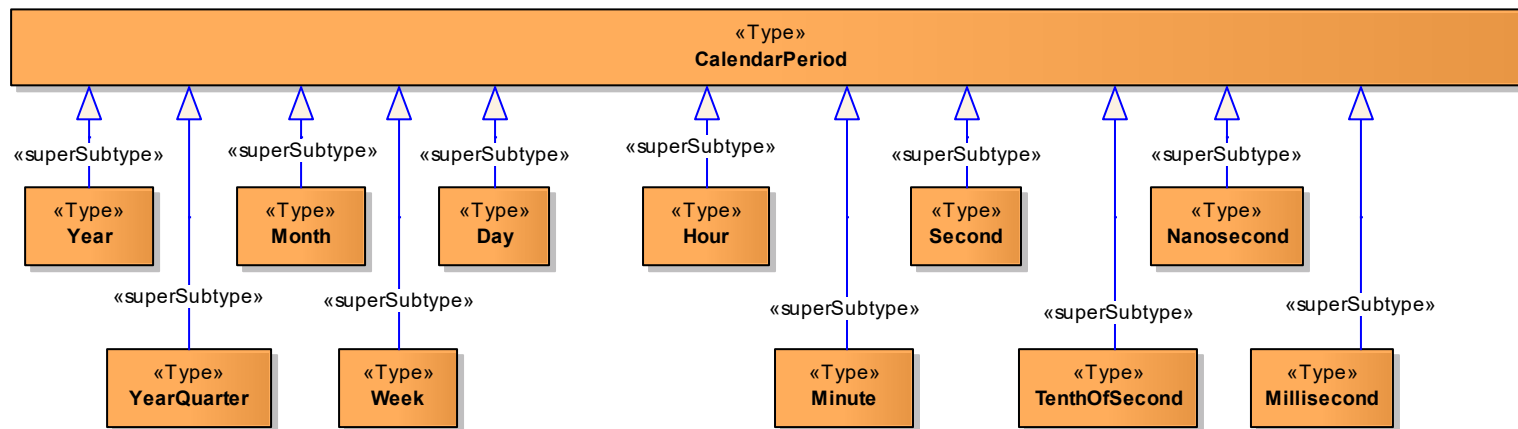 «Type»
CalendarPeriod
«superSubtype»
«superSubtype»
«superSubtype»
«superSubtype»
«superSubtype»
«superSubtype»
«Type»
Year
«Type»
Month
«Type»
Day
«Type»
Hour
«Type»
Second
«Type»
Nanosecond
«superSubtype»
«superSubtype»
«superSubtype»
«superSubtype»
«superSubtype»
«Type»
YearQuarter
«Type»
Week
«Type»
Minute
«Type»
TenthOfSecond
«Type»
Millisecond